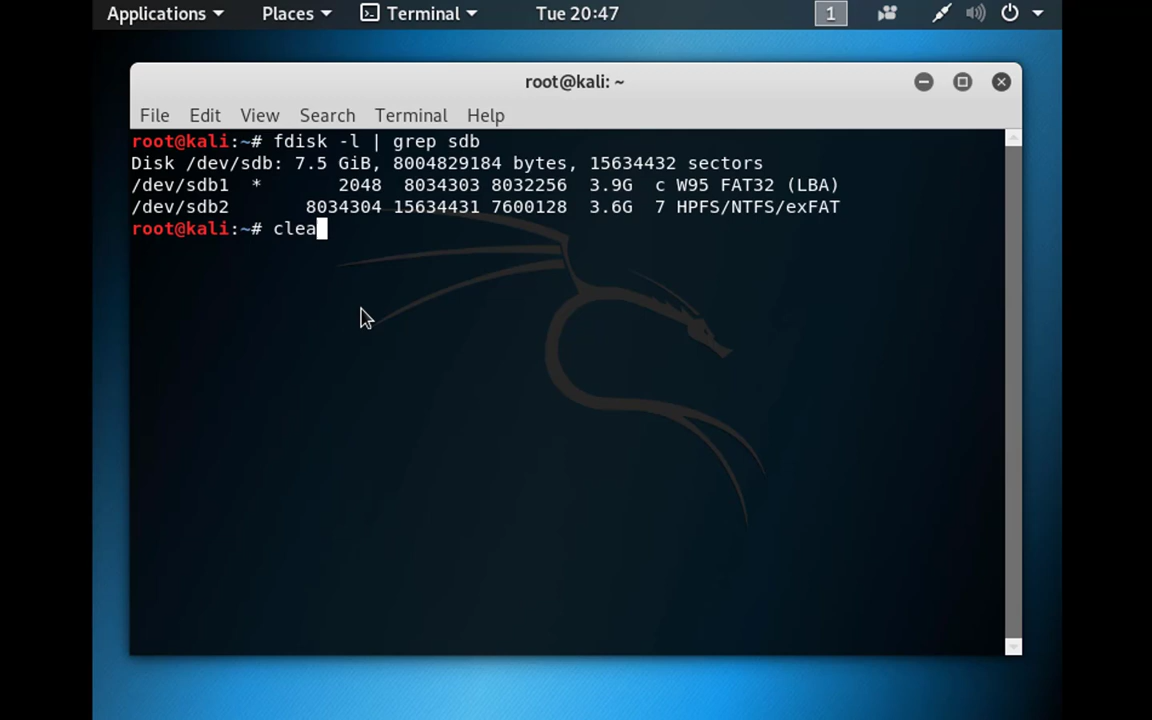 Applications Places Terminal Tue 20:47 1
root@kali: ~
File Edit View Search Terminal Help
root@kali:~# fdisk -l | grep sdb
Disk /dev/sdb: 7.5 GiB, 8004829184 bytes, 15634432 sectors
/dev/sdb1 * 2048 8034303 8032256 3.9G c W95 FAT32 (LBA)
/dev/sdb2 8034304 15634431 7600128 3.6G 7 HPFS/NTFS/exFAT
root@kali:~# clea